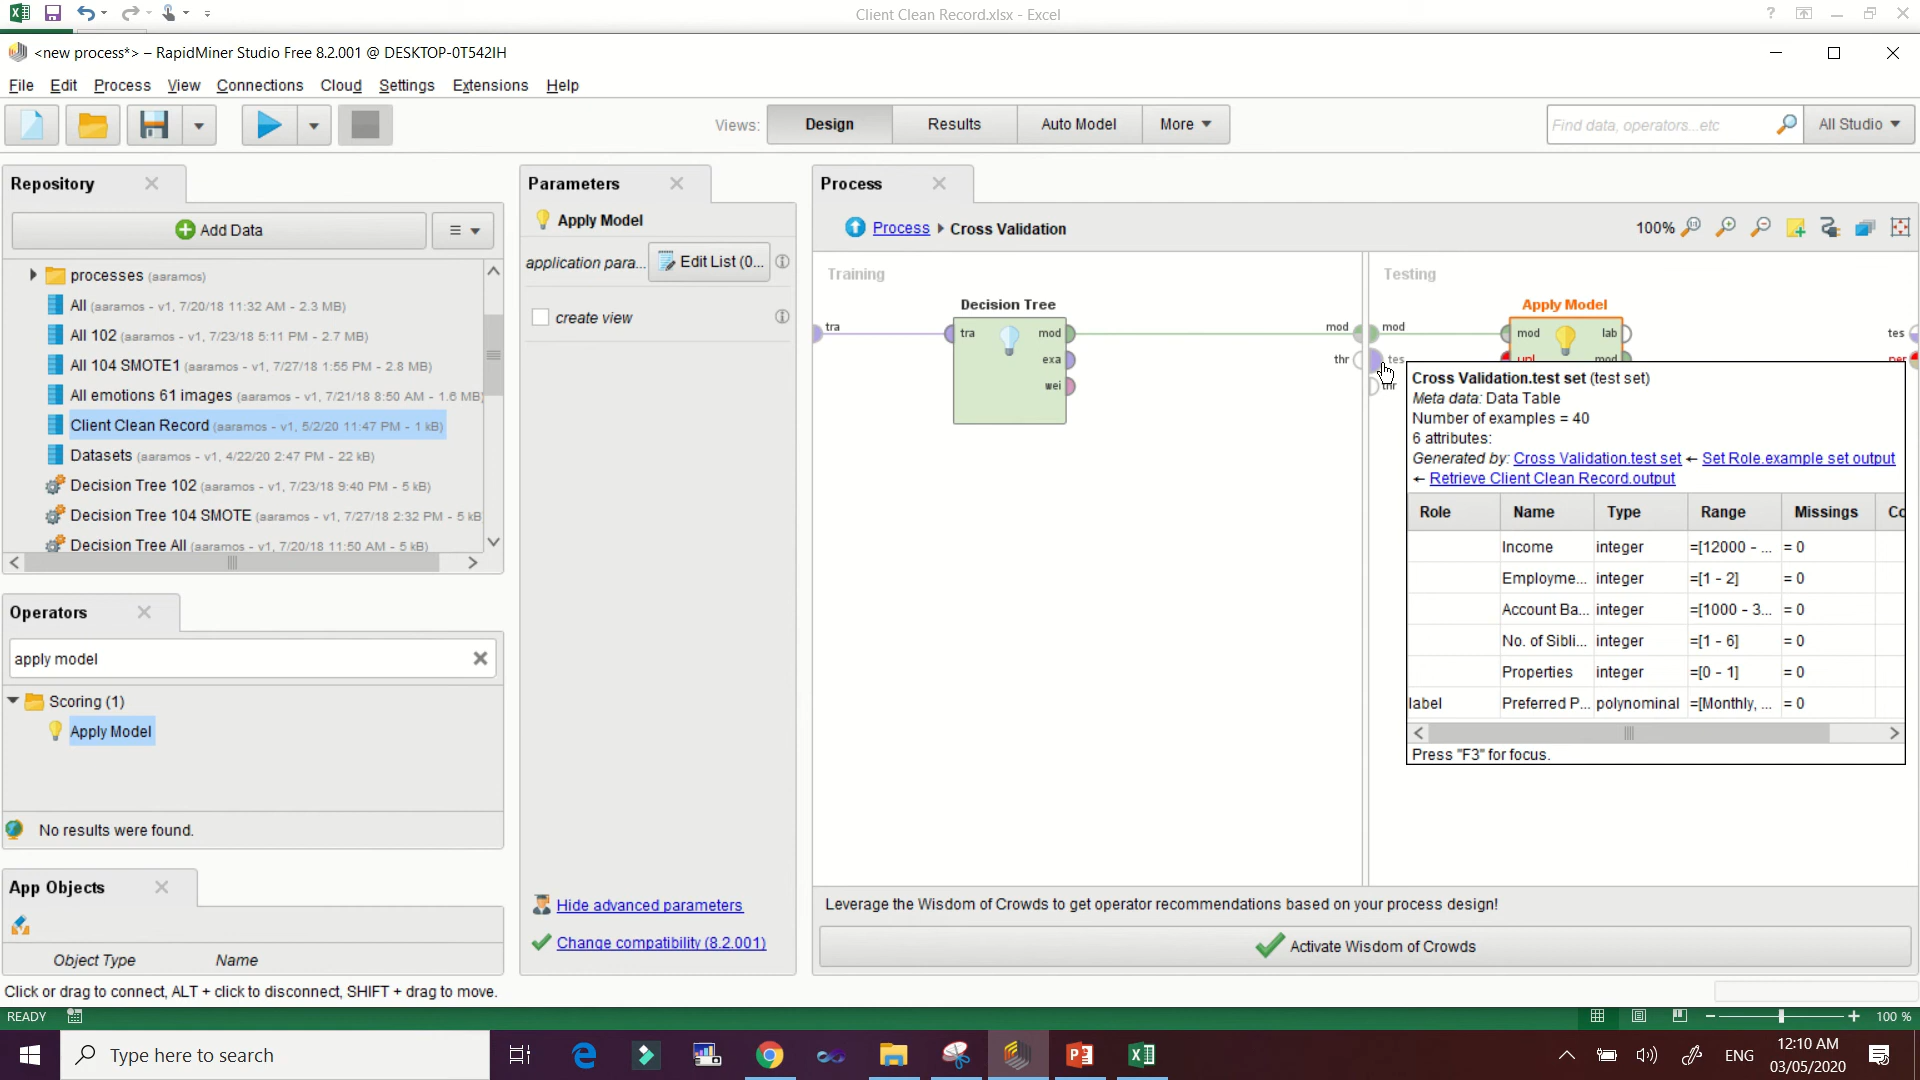 Client Clean Record.xlsx - Excel
<new process*> – RapidMiner Studio Free 8.2.001 @ DESKTOP-0T542IH
File Edit Process View Connections Cloud Settings Extensions Help
Views: Design Results Auto Model More
Find data, operators...etc
All Studio
Repository
Add Data
processes (aaramos)
All (aaramos - v1, 7/20/18 11:32 AM - 2.3 MB)
All 102 (aaramos - v1, 7/23/18 5:11 PM - 2.7 MB)
All 104 SMOTE1 (aaramos - v1, 7/27/18 1:55 PM - 2.8 MB)
All emotions 61 images (aaramos - v1, 7/21/18 8:50 AM - 1.6 MB)
Client Clean Record (aaramos - v1, 5/2/20 11:47 PM - 1 kB)
Datasets (aaramos - v1, 4/22/20 2:47 PM - 22 kB)
Decision Tree 102 (aaramos - v1, 7/23/18 9:40 PM - 5 kB)
Decision Tree 104 SMOTE (aaramos - v1, 7/27/18 2:32 PM - 5 kB
Decision Tree All (aaramos - v1, 7/20/18 11:50 AM - 5 kB)
Operators
apply model
Scoring (1)
Apply Model
No results were found.
App Objects
Object Type Name
Click or drag to connect, ALT + click to disconnect, SHIFT + drag to move.
Parameters
Apply Model
application para... Edit List (0...
create view
Hide advanced parameters
Change compatibility (8.2.001)
Process
Process Cross Validation
100%
Training
Testing
Decision Tree
Apply Model
tra tra mod mod mod mod lab tes
exa thr tes unl mod per
wei thr
Cross Validation.test set (test set)
Meta data: Data Table
Number of examples = 40
6 attributes:
Generated by: Cross Validation.test set ← Set Role.example set output
← Retrieve Client Clean Record.output
Role Name Type Range Missings Co
Income integer =[12000 - ... = 0
Employme... integer =[1 - 2] = 0
Account Ba... integer =[1000 - 3... = 0
No. of Sibli... integer =[1 - 6] = 0
Properties integer =[0 - 1] = 0
label Preferred P... polynominal =[Monthly, ... = 0
Press "F3" for focus.
Leverage the Wisdom of Crowds to get operator recommendations based on your process design!
Activate Wisdom of Crowds
READY
100 %
Type here to search
ENG
12:10 AM
03/05/2020